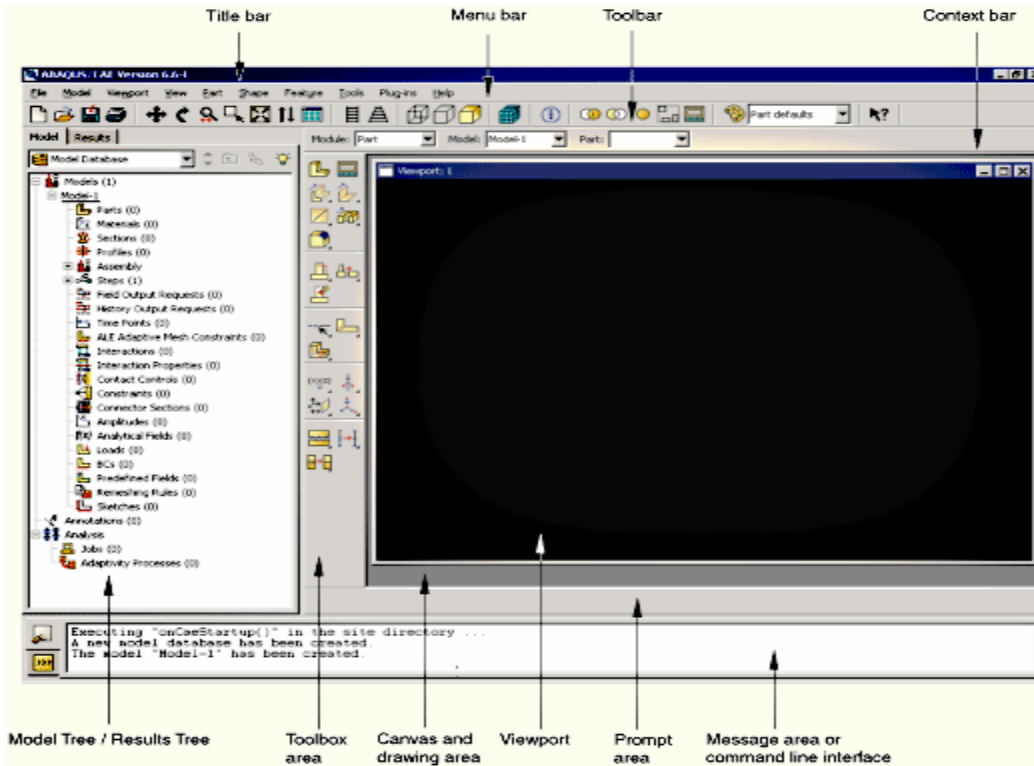 Title bar
Menu bar
Toolbar
Context bar
ABAQUS/CAE Version 6.6-1
File Model Viewport View Part Shape Feature Tools Plug-ins Help
Part defaults
Model Results
Module: Part Model: Model-1 Part:
Model Database
Viewport: 1
Models (1)
Model-1
Parts (0)
Materials (0)
Sections (0)
Profiles (0)
Assembly
Steps (1)
Field Output Requests (0)
History Output Requests (0)
Time Points (0)
ALE Adaptive Mesh Constraints (0)
Interactions (0)
Interaction Properties (0)
Contact Controls (0)
Constraints (0)
Connector Sections (0)
Amplitudes (0)
Analytical Fields (0)
Loads (0)
BCs (0)
Predefined Fields (0)
Remeshing Rules (0)
Sketches (0)
Annotations (0)
Analysis
Jobs (0)
Adaptivity Processes (0)
Executing "onCaeStartup()" in the site directory ...
A new model database has been created.
The model "Model-1" has been created.
Model Tree / Results Tree
Toolbox
area
Canvas and
drawing area
Viewport
Prompt
area
Message area or
command line interface